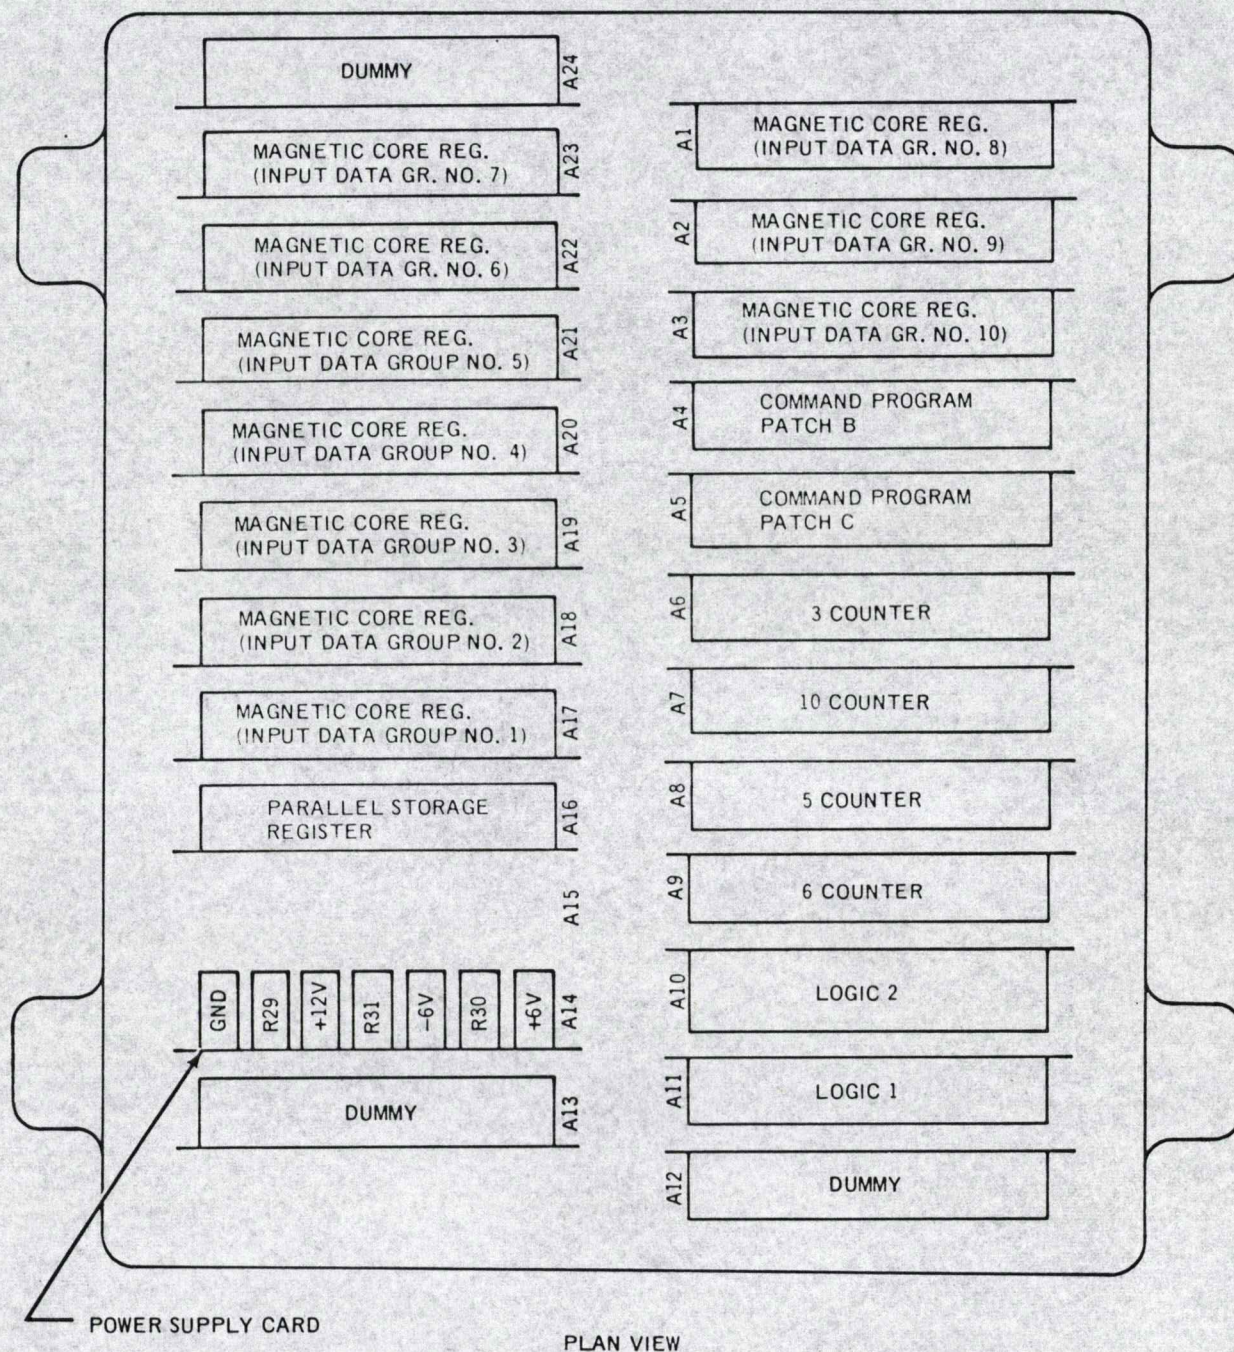 DUMMY
A24
MAGNETIC CORE REG.
(INPUT DATA GR. NO. 7)
A23
MAGNETIC CORE REG.
(INPUT DATA GR. NO. 6)
A22
MAGNETIC CORE REG.
(INPUT DATA GROUP NO. 5)
A21
MAGNETIC CORE REG.
(INPUT DATA GROUP NO. 4)
A20
MAGNETIC CORE REG.
(INPUT DATA GROUP NO. 3)
A19
MAGNETIC CORE REG.
(INPUT DATA GROUP NO. 2)
A18
MAGNETIC CORE REG.
(INPUT DATA GROUP NO. 1)
A17
PARALLEL STORAGE
REGISTER
A16
A15
GND
R29
+12V
R31
-6V
R30
+6V
A14
DUMMY
A13
A1
MAGNETIC CORE REG.
(INPUT DATA GR. NO. 8)
A2
MAGNETIC CORE REG.
(INPUT DATA GR. NO. 9)
A3
MAGNETIC CORE REG.
(INPUT DATA GR. NO. 10)
A4
COMMAND PROGRAM
PATCH B
A5
COMMAND PROGRAM
PATCH C
A6
3 COUNTER
A7
10 COUNTER
A8
5 COUNTER
A9
6 COUNTER
A10
LOGIC 2
A11
LOGIC 1
A12
DUMMY
POWER SUPPLY CARD
PLAN VIEW